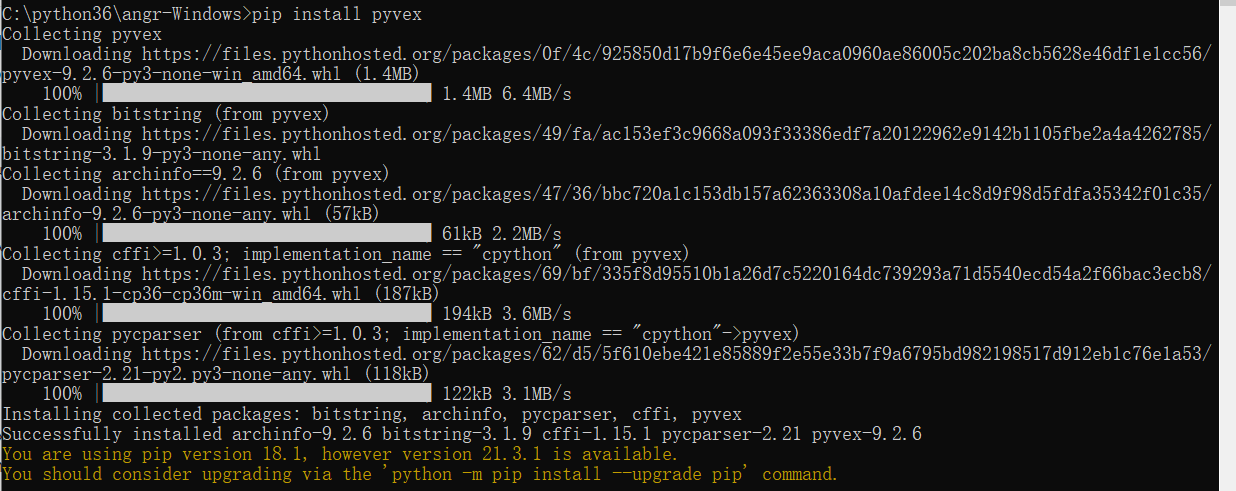 C:\python36\angr-Windows>pip install pyvex
Collecting pyvex
  Downloading https://files.pythonhosted.org/packages/0f/4c/925850d17b9f6e6e45ee9aca0960ae86005c202ba8cb5628e46df1e1cc56/
pyvex-9.2.6-py3-none-win_amd64.whl (1.4MB)
    100% | 1.4MB 6.4MB/s
Collecting bitstring (from pyvex)
  Downloading https://files.pythonhosted.org/packages/49/fa/ac153ef3c9668a093f33386edf7a20122962e9142b1105fbe2a4a4262785/
bitstring-3.1.9-py3-none-any.whl
Collecting archinfo==9.2.6 (from pyvex)
  Downloading https://files.pythonhosted.org/packages/47/36/bbc720a1c153db157a62363308a10afdee14c8d9f98d5fdfa35342f01c35/
archinfo-9.2.6-py3-none-any.whl (57kB)
    100% | 61kB 2.2MB/s
Collecting cffi>=1.0.3; implementation_name == "cpython" (from pyvex)
  Downloading https://files.pythonhosted.org/packages/69/bf/335f8d95510b1a26d7c5220164dc739293a71d5540ecd54a2f66bac3ecb8/
cffi-1.15.1-cp36-cp36m-win_amd64.whl (187kB)
    100% | 194kB 3.6MB/s
Collecting pycparser (from cffi>=1.0.3; implementation_name == "cpython"->pyvex)
  Downloading https://files.pythonhosted.org/packages/62/d5/5f610ebe421e85889f2e55e33b7f9a6795bd982198517d912eb1c76e1a53/
pycparser-2.21-py2.py3-none-any.whl (118kB)
    100% | 122kB 3.1MB/s
Installing collected packages: bitstring, archinfo, pycparser, cffi, pyvex
Successfully installed archinfo-9.2.6 bitstring-3.1.9 cffi-1.15.1 pycparser-2.21 pyvex-9.2.6
You are using pip version 18.1, however version 21.3.1 is available.
You should consider upgrading via the 'python -m pip install --upgrade pip' command.